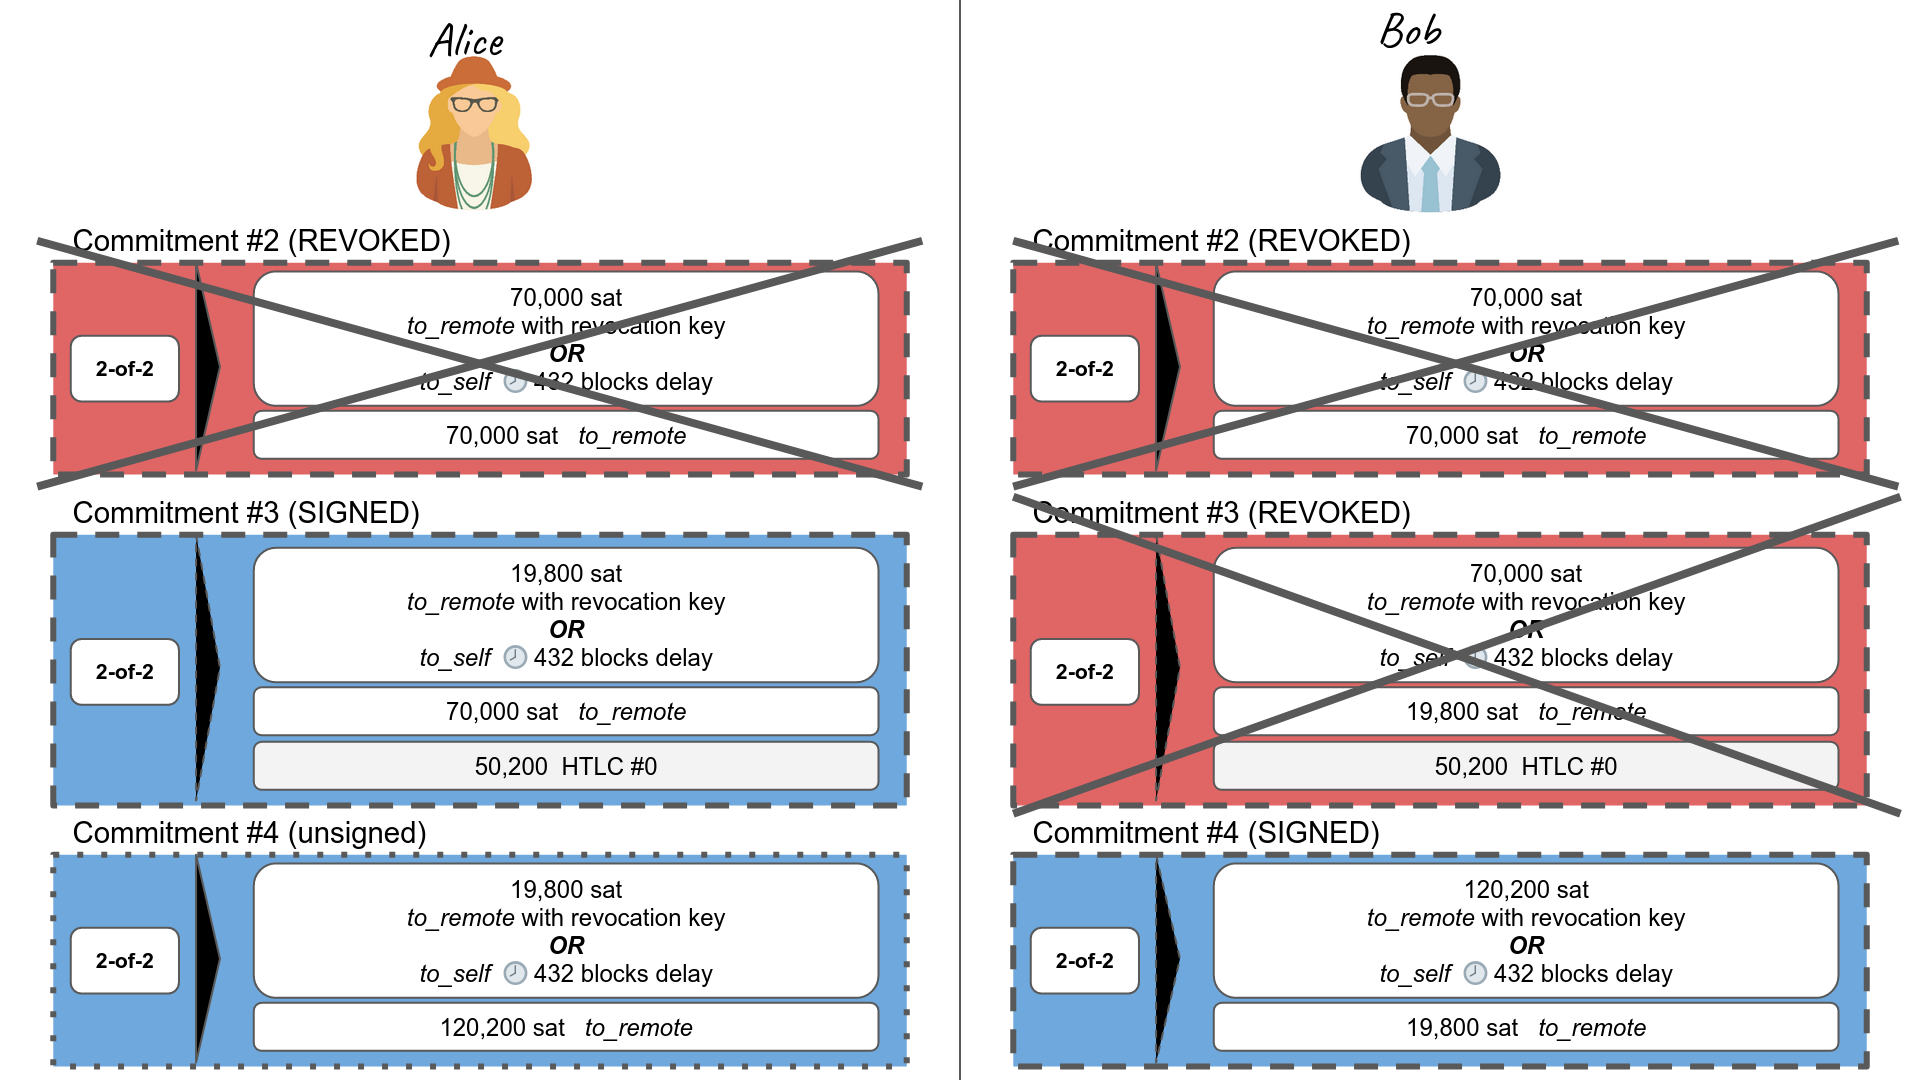 Alice
Commitment #2 (REVOKED)
2-of-2
70,000 sat
to_remote with revocation key
OR
to_self 432 blocks delay
70,000 sat to_remote
Commitment #3 (SIGNED)
2-of-2
19,800 sat
to_remote with revocation key
OR
to_self 432 blocks delay
70,000 sat to_remote
50,200 HTLC #0
Commitment #4 (unsigned)
2-of-2
19,800 sat
to_remote with revocation key
OR
to_self 432 blocks delay
120,200 sat to_remote
Bob
Commitment #2 (REVOKED)
2-of-2
70,000 sat
to_remote with revocation key
OR
to_self 432 blocks delay
70,000 sat to_remote
Commitment #3 (REVOKED)
2-of-2
70,000 sat
to_remote with revocation key
OR
to_self 432 blocks delay
19,800 sat to_remote
50,200 HTLC #0
Commitment #4 (SIGNED)
2-of-2
120,200 sat
to_remote with revocation key
OR
to_self 432 blocks delay
19,800 sat to_remote